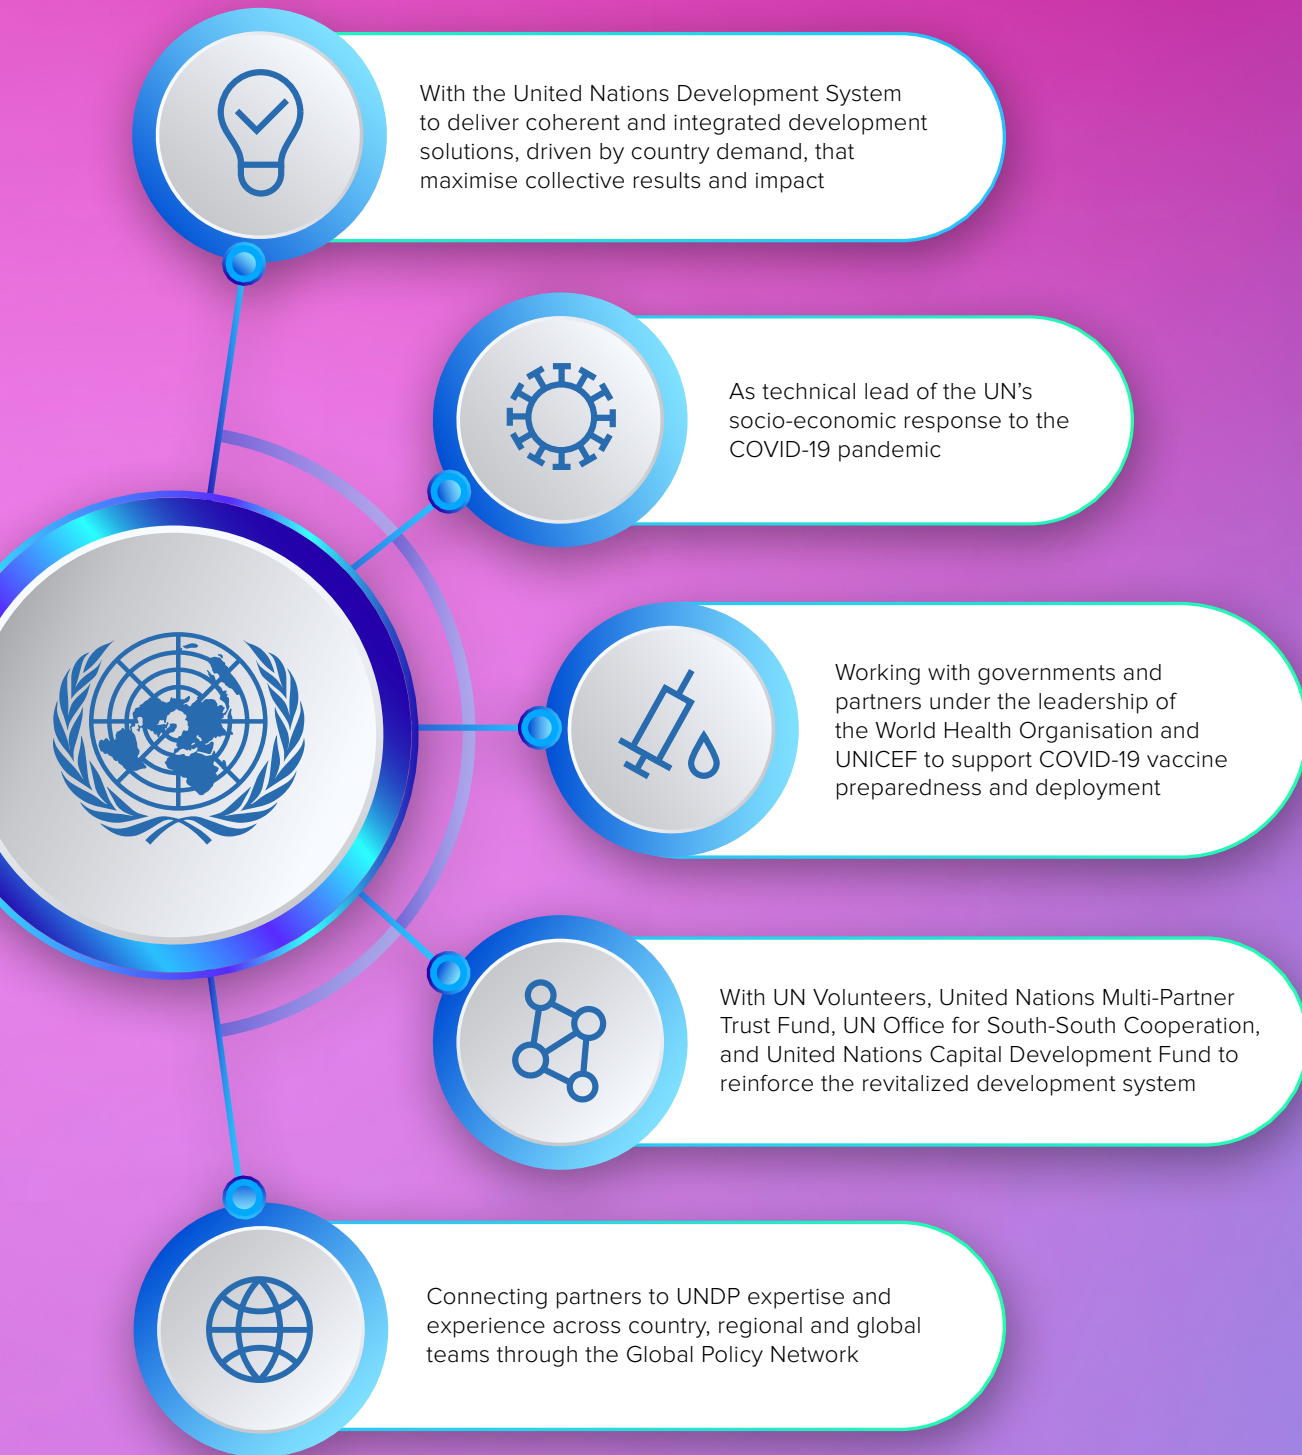 With the United Nations Development System
to deliver coherent and integrated development
solutions, driven by country demand, that
maximise collective results and impact
As technical lead of the UN’s
socio-economic response to the
COVID-19 pandemic
Working with governments and
partners under the leadership of
the World Health Organisation and
UNICEF to support COVID-19 vaccine
preparedness and deployment
With UN Volunteers, United Nations Multi-Partner
Trust Fund, UN Office for South-South Cooperation,
and United Nations Capital Development Fund to
reinforce the revitalized development system
Connecting partners to UNDP expertise and
experience across country, regional and global
teams through the Global Policy Network